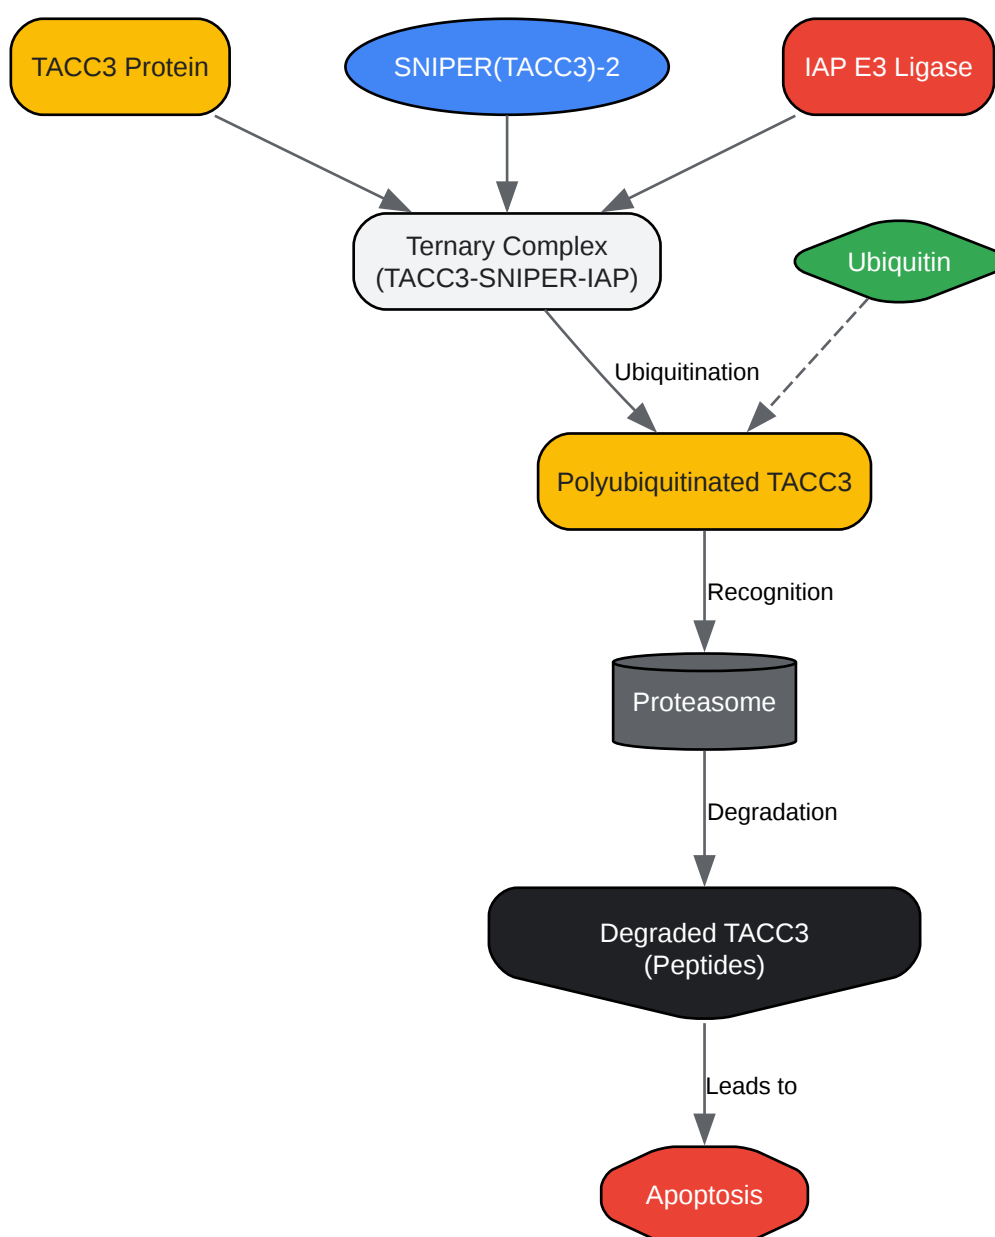 TACC3 Protein
SNIPER(TACC3)-2
IAP E3 Ligase
Ternary Complex
(TACC3-SNIPER-IAP)
Ubiquitin
Ubiquitination
Polyubiquitinated TACC3
Recognition
Proteasome
Degradation
Degraded TACC3
(Peptides)
Leads to
Apoptosis